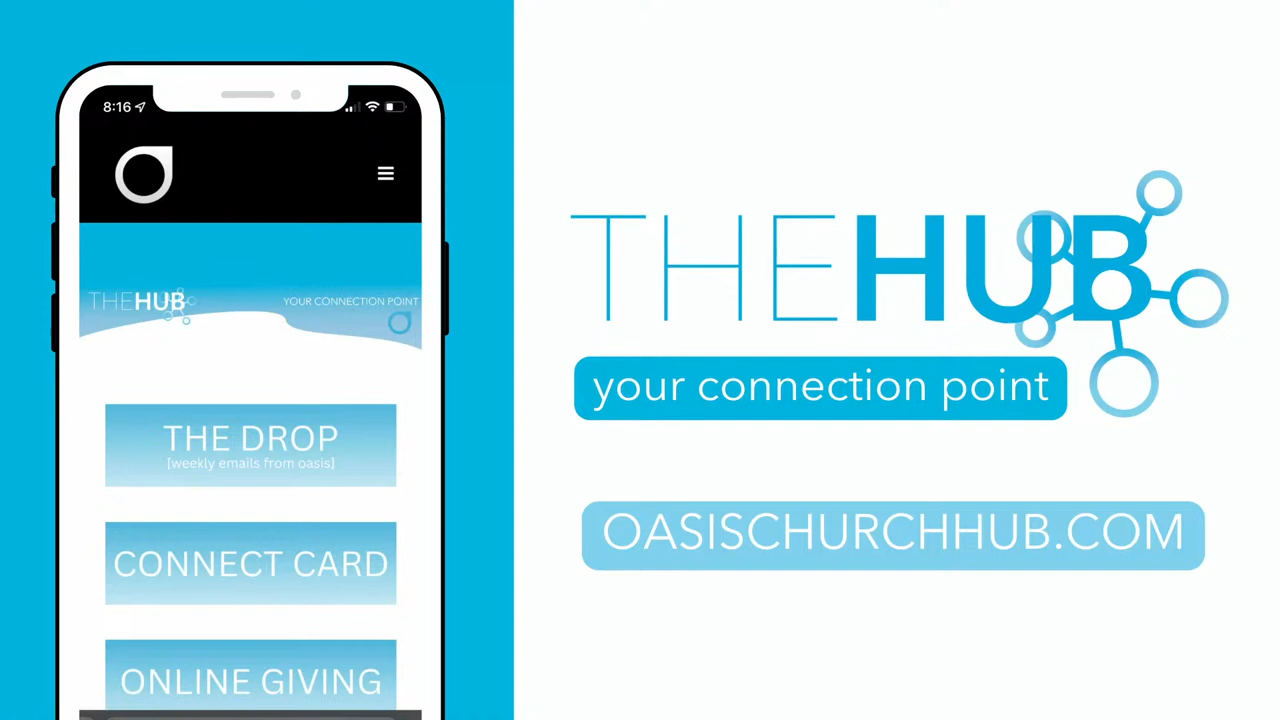 8:16
THEHUB
YOUR CONNECTION POINT
THE DROP
[weekly emails from oasis]
CONNECT CARD
ONLINE GIVING
THEHUB
your connection point
OASISCHURCHHUB.COM